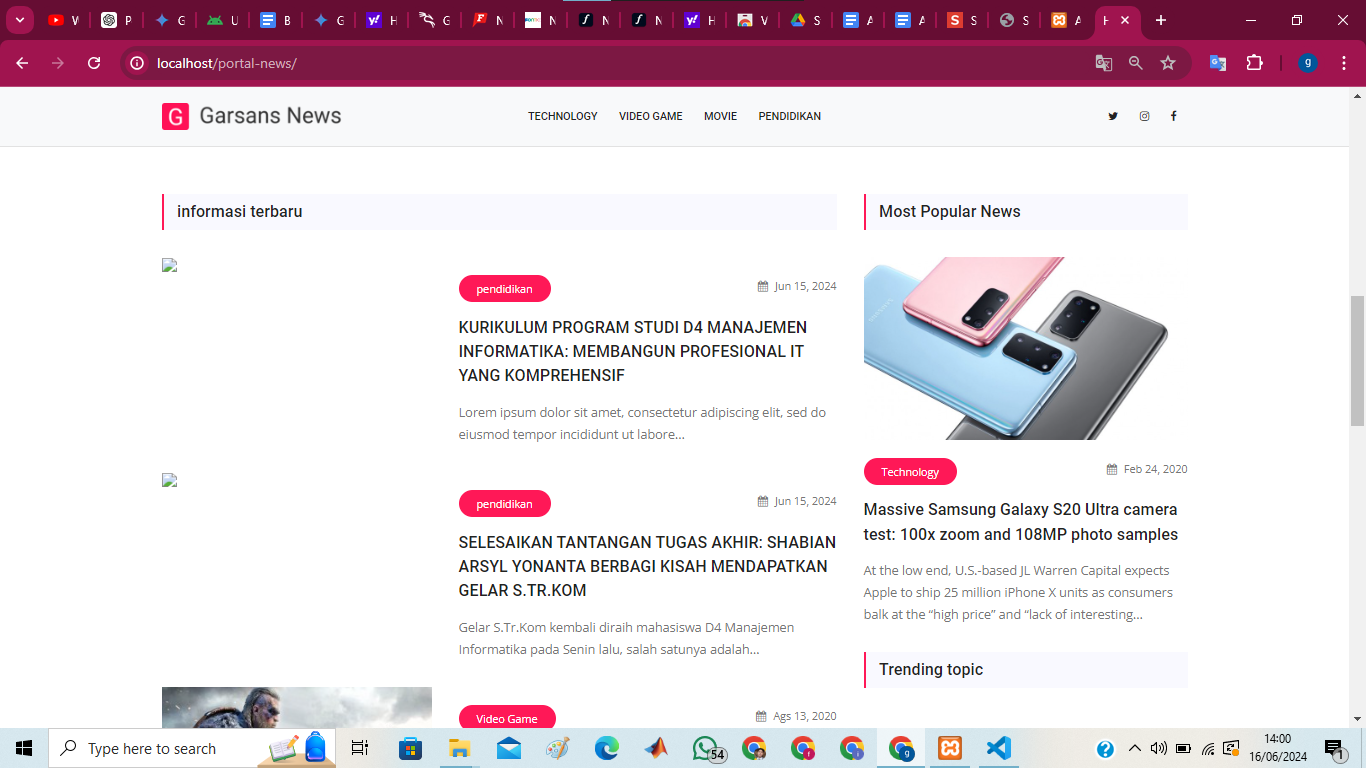 W
P
G
U
B
G
H
G
N
N
N
N
H
V
S
A
A
S
S
A
H
localhost/portal-news/
g
G Garsans News
TECHNOLOGY VIDEO GAME MOVIE PENDIDIKAN
informasi terbaru
pendidikan Jun 15, 2024
KURIKULUM PROGRAM STUDI D4 MANAJEMEN
INFORMATIKA: MEMBANGUN PROFESIONAL IT
YANG KOMPREHENSIF
Lorem ipsum dolor sit amet, consectetur adipiscing elit, sed do
eiusmod tempor incididunt ut labore...
pendidikan Jun 15, 2024
SELESAIKAN TANTANGAN TUGAS AKHIR: SHABIAN
ARSYL YONANTA BERBAGI KISAH MENDAPATKAN
GELAR S.TR.KOM
Gelar S.Tr.Kom kembali diraih mahasiswa D4 Manajemen
Informatika pada Senin lalu, salah satunya adalah...
Video Game Ags 13, 2020
Most Popular News
Technology Feb 24, 2020
Massive Samsung Galaxy S20 Ultra camera
test: 100x zoom and 108MP photo samples
At the low end, U.S.-based JL Warren Capital expects
Apple to ship 25 million iPhone X units as consumers
balk at the “high price” and “lack of interesting...
Trending topic
Type here to search
54
14:00
16/06/2024
1